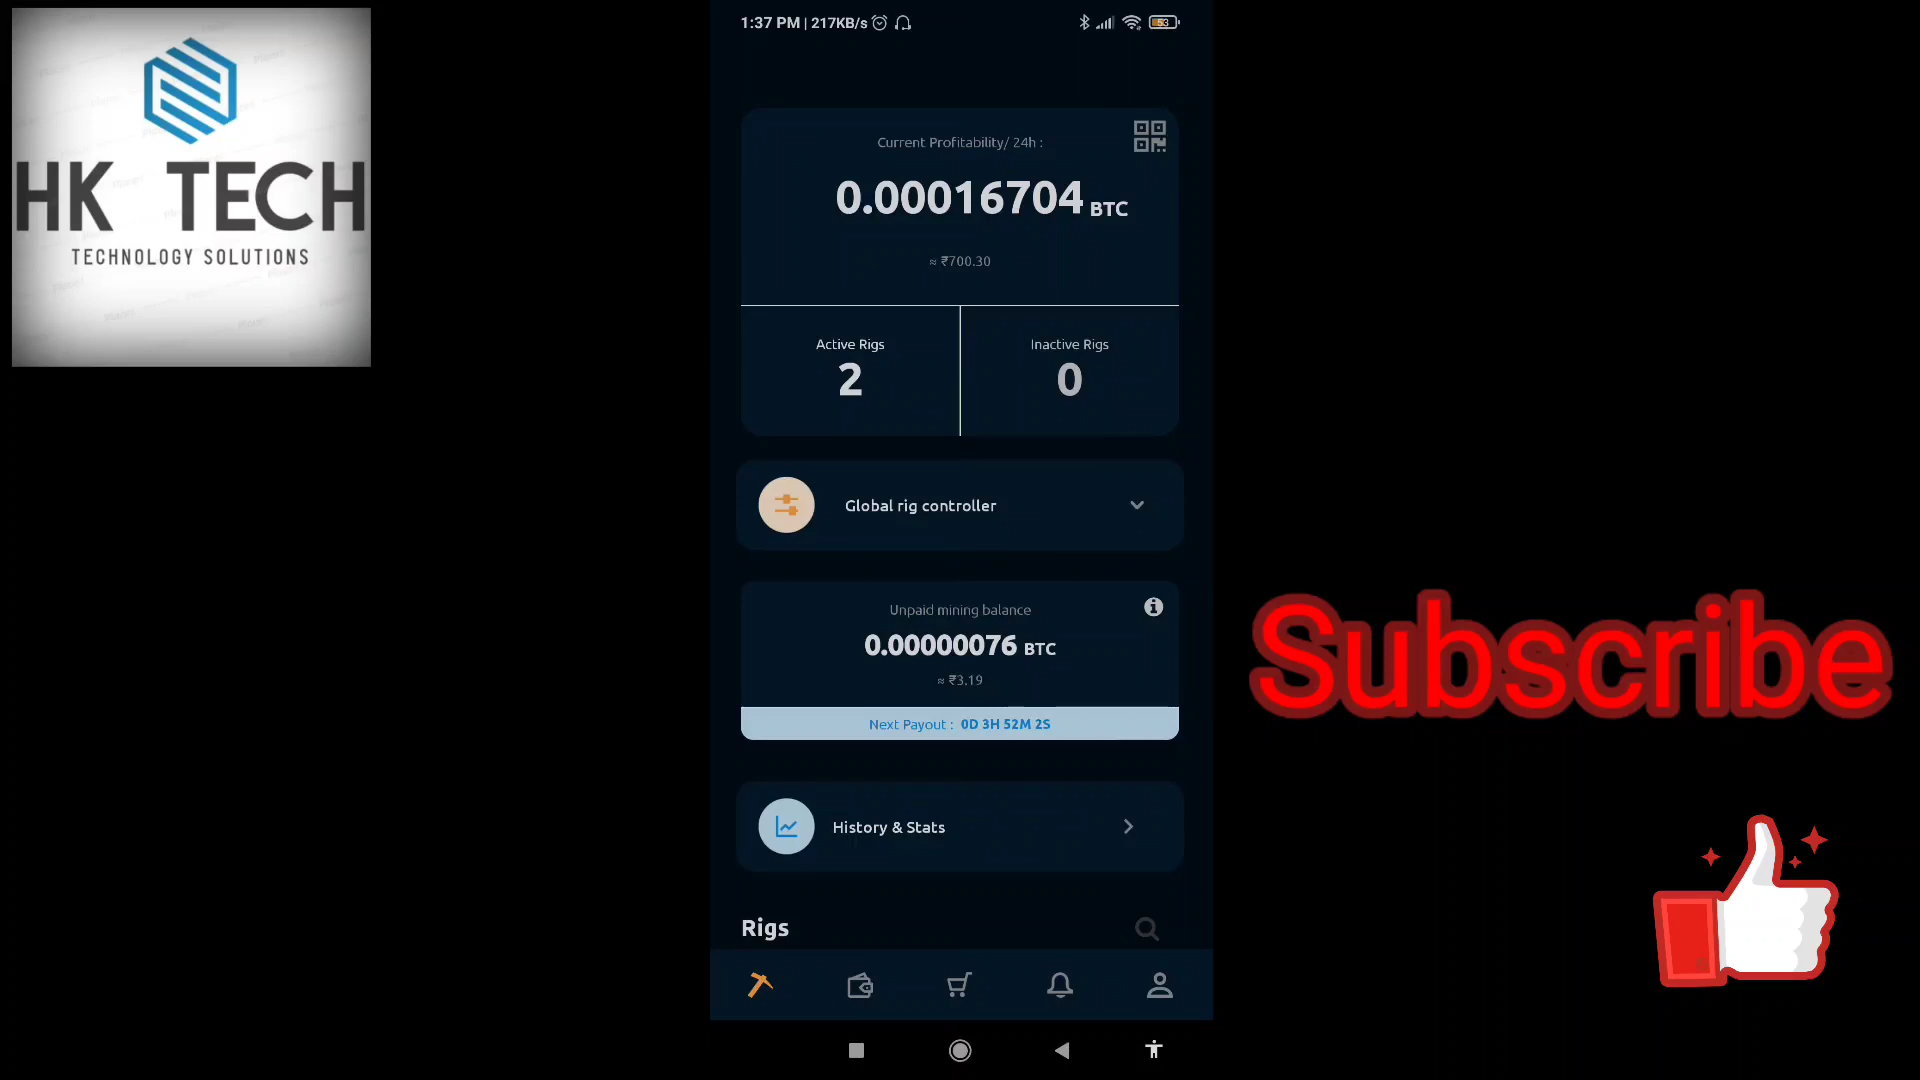 HK TECH
TECHNOLOGY SOLUTIONS
1:37 PM | 217KB/s
53
Current Profitability/ 24h :
0.00016704 BTC
≈ ₹700.30
Active Rigs
2
Inactive Rigs
0
Global rig controller
Unpaid mining balance
0.00000076 BTC
≈ ₹3.19
Next Payout : 0D 3H 52M 2S
History & Stats
Rigs
Subscribe